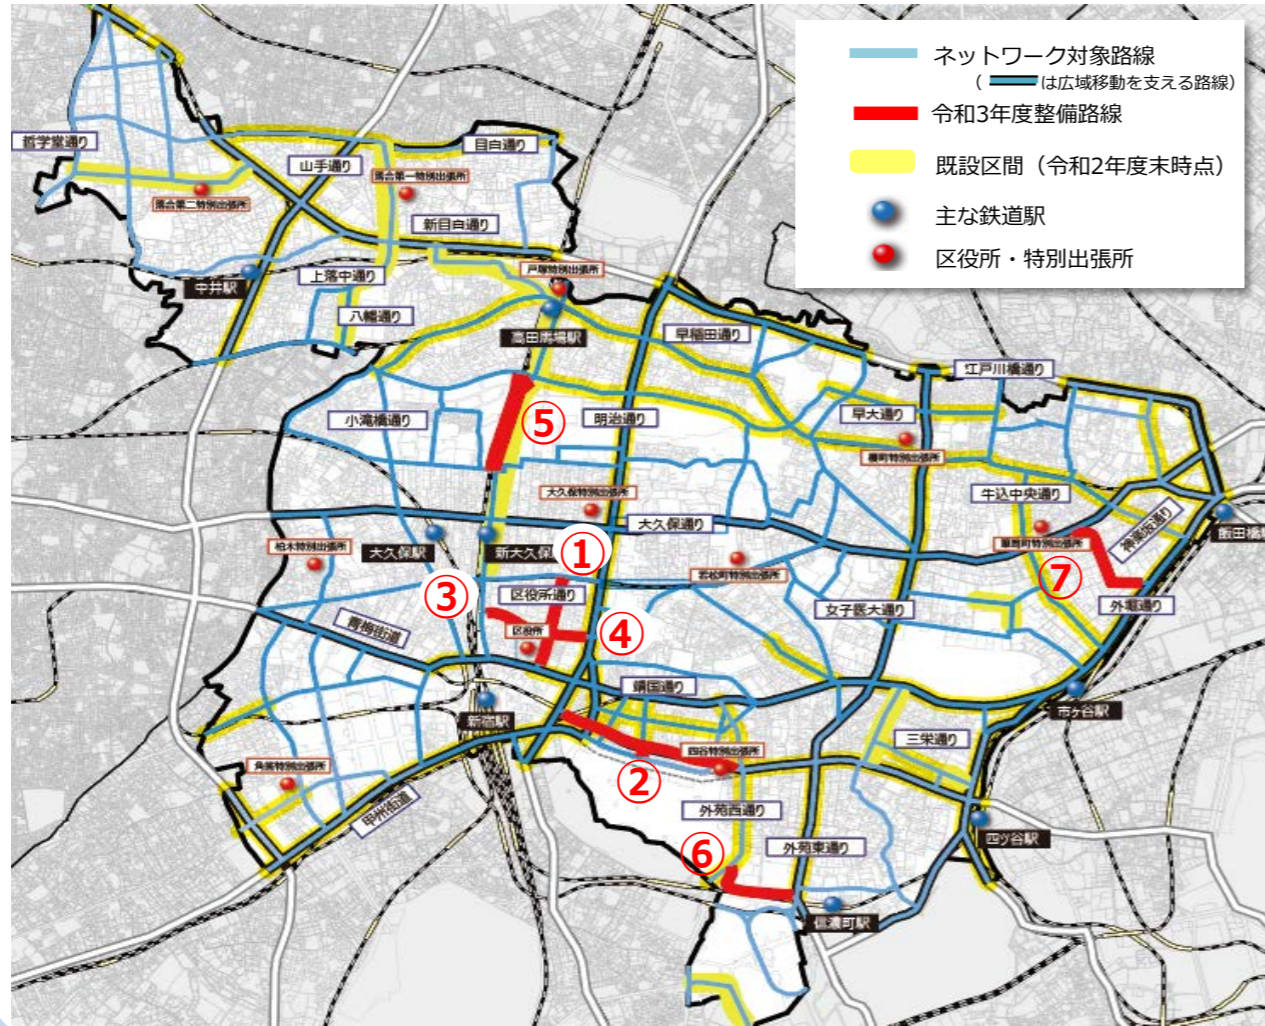 ネットワーク対象路線
（ は広域移動を支える路線）
令和3年度整備路線
既設区間（令和2年度末時点）
主な鉄道駅
区役所・特別出張所
哲学堂通り
山手通り
目白通り
落合第一特別出張所
落合第二特別出張所
新目白通り
上落中通り
戸塚特別出張所
中井駅
八幡通り
高田馬場駅
早稲田通り
江戸川橋通り
小滝橋通り
⑤
明治通り
早大通り
榎町特別出張所
大久保特別出張所
牛込中央通り
大久保通り
神楽坂通り
飯田橋駅
柏木特別出張所
大久保駅
新大久保
①
若松町特別出張所
箪笥町特別出張所
⑦
③
区役所通り
女子医大通り
外堀通り
青梅街道
区役所
④
靖国通り
新宿駅
市ヶ谷駅
四谷特別出張所
三栄通り
角筈特別出張所
②
甲州街道
外苑西通り
四ツ谷駅
⑥
外苑東通り
信濃町駅